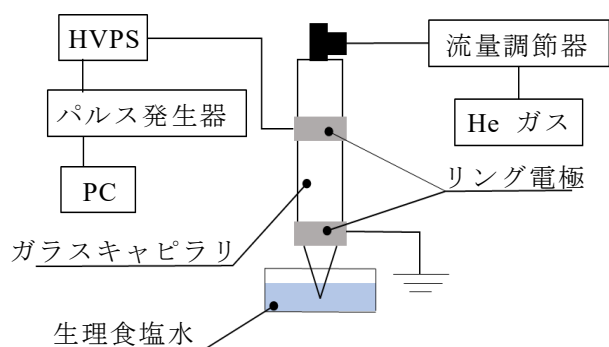 HVPS
流量調節器
パルス発生器
He ガス
PC
リング電極
ガラスキャピラリ
生理食塩水